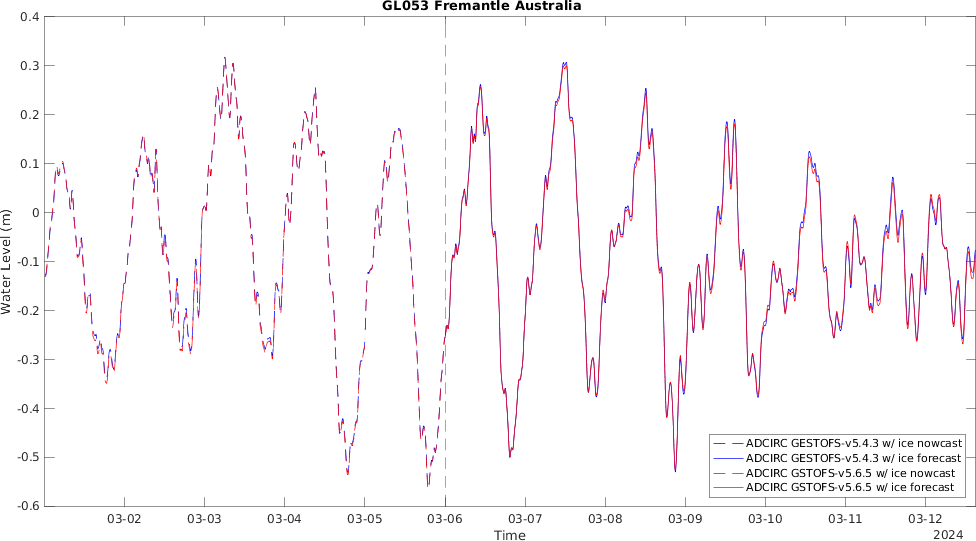 GL053 Fremantle Australia
0.4
0.3
0.2
0.1
0
-0.1
-0.2
-0.3
-0.4
-0.5
-0.6
Water Level (m)
ADCIRC GESTOFS-v5.4.3 w/ ice nowcast
ADCIRC GESTOFS-v5.4.3 w/ ice forecast
ADCIRC GSTOFS-v5.6.5 w/ ice nowcast
ADCIRC GSTOFS-v5.6.5 w/ ice forecast
03-02 03-03 03-04 03-05 03-06 03-07 03-08 03-09 03-10 03-11 03-12
Time
2024